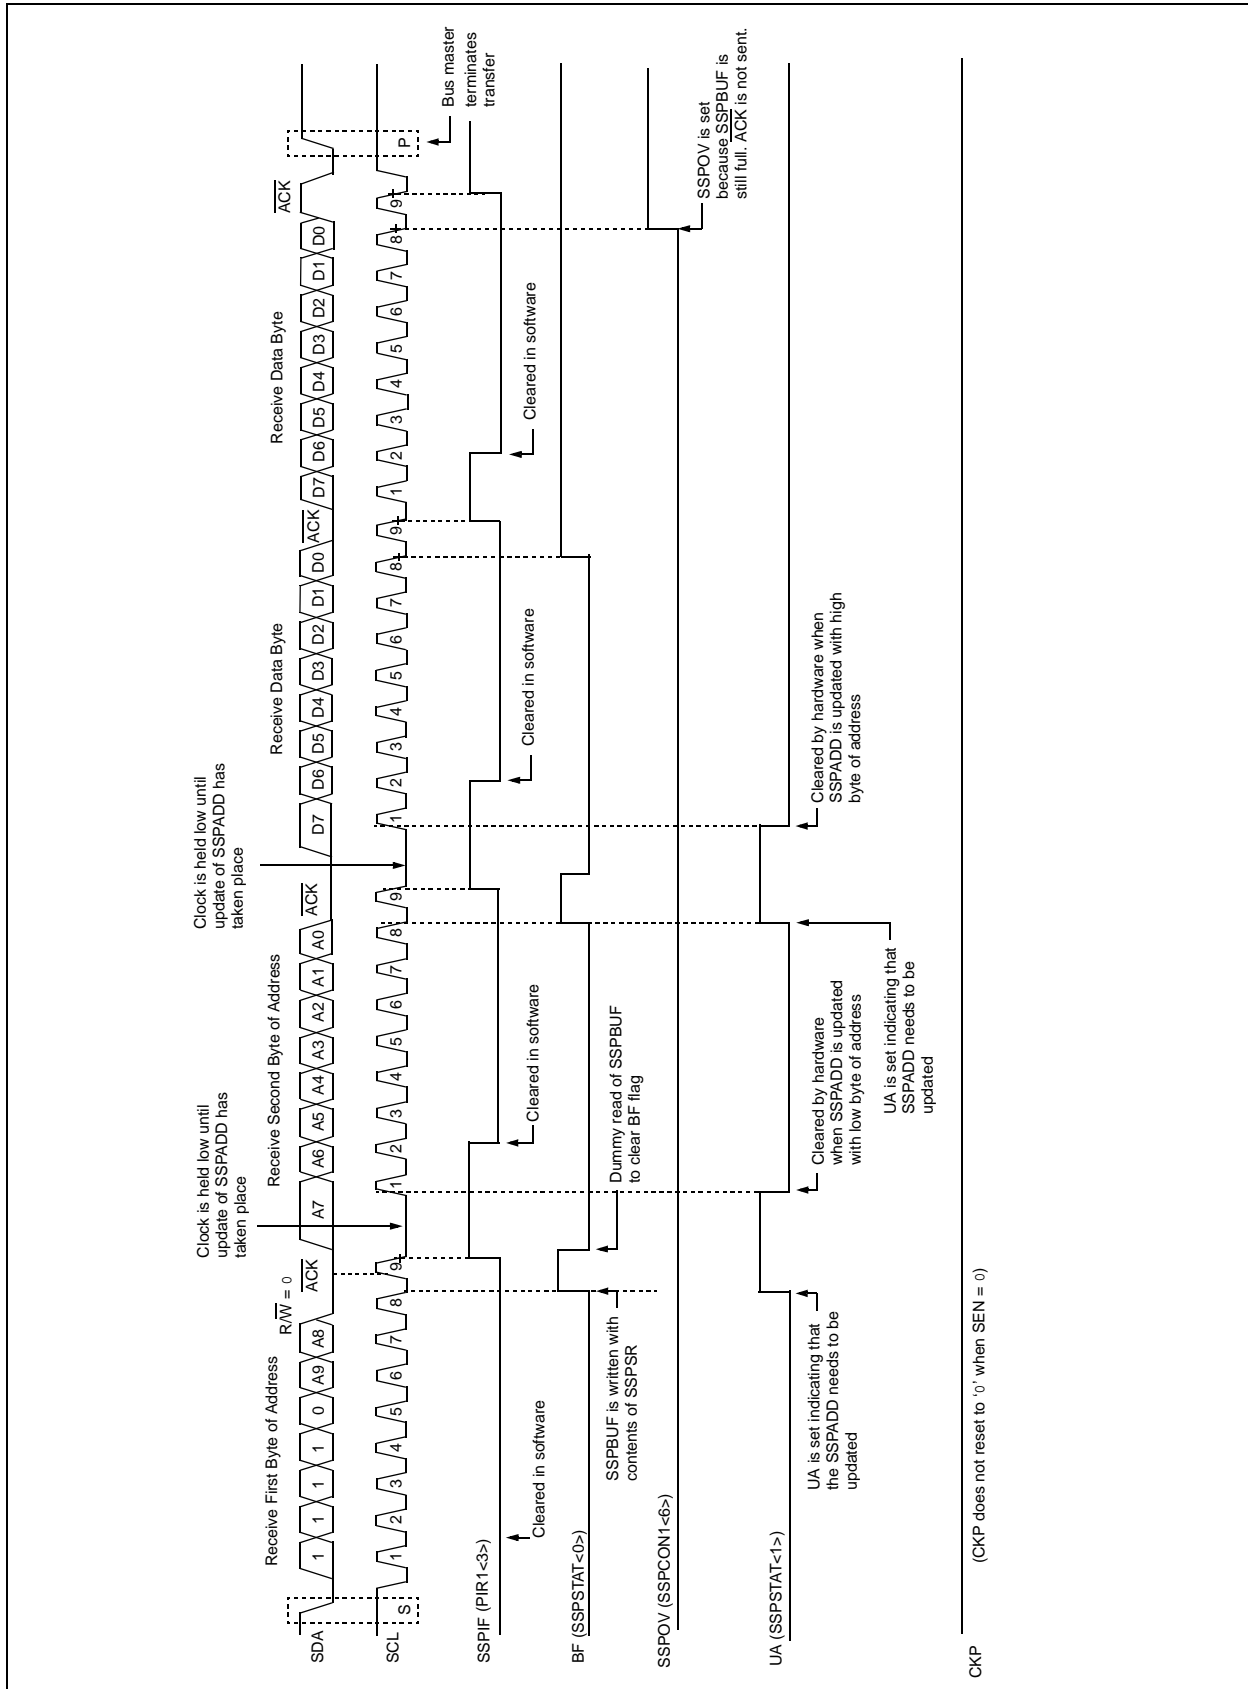 Receive First Byte of Address
R/W = 0
ACK
Clock is held low until
update of SSPADD has
taken place
Receive Second Byte of Address
ACK
Clock is held low until
update of SSPADD has
taken place
Receive Data Byte
ACK
Receive Data Byte
ACK
SDA
1 1 1 1 0 A9 A8 A7 A6 A5 A4 A3 A2 A1 A0 D7 D6 D5 D4 D3 D2 D1 D0 D7 D6 D5 D4 D3 D2 D1 D0
SCL
S 1 2 3 4 5 6 7 8 9 1 2 3 4 5 6 7 8 9 1 2 3 4 5 6 7 8 9 1 2 3 4 5 6 7 8 9 P
Bus master
terminates
transfer
SSPIF (PIR1<3>)
Cleared in software
Cleared in software
Cleared in software
Cleared in software
BF (SSPSTAT<0>)
SSPBUF is written with
contents of SSPSR
Dummy read of SSPBUF
to clear BF flag
SSPOV (SSPCON1<6>)
SSPOV is set
because SSPBUF is
still full. ACK is not sent.
UA (SSPSTAT<1>)
UA is set indicating that
the SSPADD needs to be
updated
Cleared by hardware
when SSPADD is updated
with low byte of address
UA is set indicating that
SSPADD needs to be
updated
Cleared by hardware when
SSPADD is updated with high
byte of address
CKP
(CKP does not reset to ‘0’ when SEN = 0)